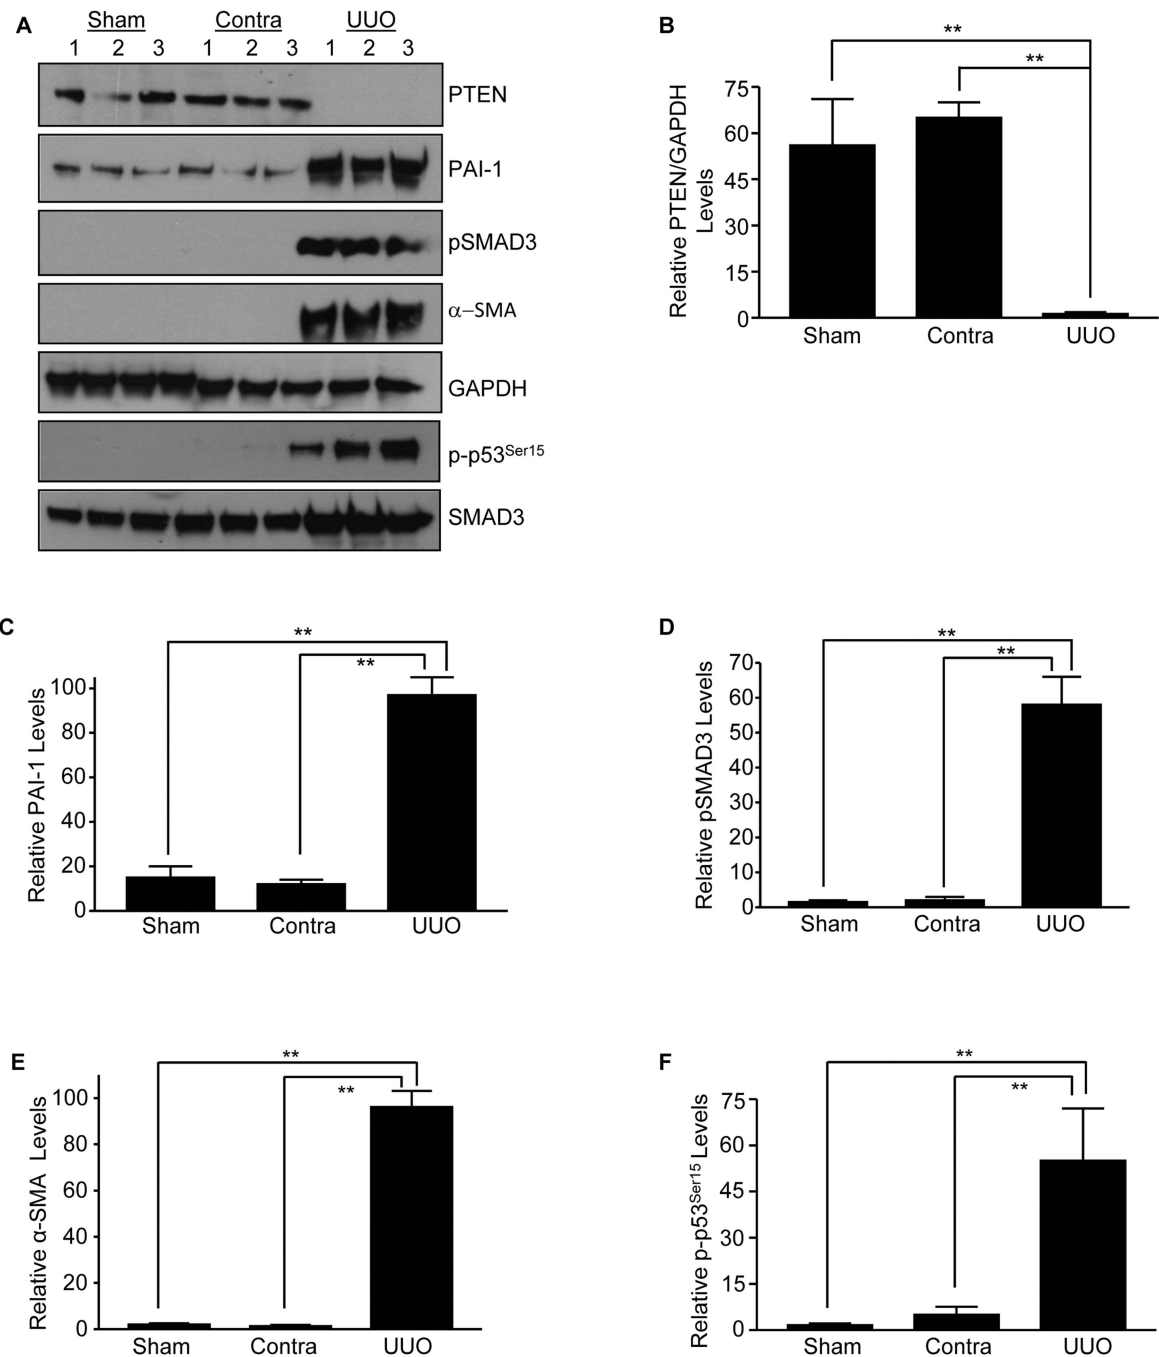 A
Sham Contra UUO
1 2 3 1 2 3 1 2 3
PTEN
PAI-1
pSMAD3
α–SMA
GAPDH
p-p53Ser15
SMAD3
B
**
**
Relative PTEN/GAPDH
Levels
75
60
45
30
15
0
Sham Contra UUO
C
**
**
Relative PAI-1 Levels
100
80
60
40
20
0
Sham Contra UUO
D
**
**
Relative pSMAD3 Levels
70
60
50
40
30
20
10
0
Sham Contra UUO
E
**
**
Relative α-SMA Levels
100
80
60
40
20
0
Sham Contra UUO
F
**
**
Relative p-p53Ser15 Levels
75
60
45
30
15
0
Sham Contra UUO